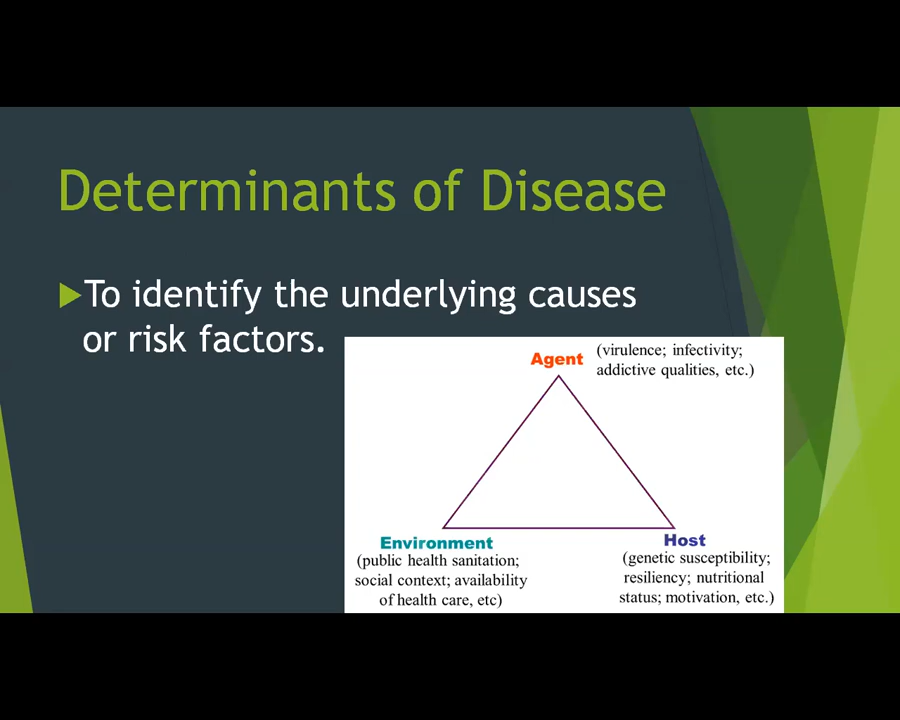 Determinants of Disease
To identify the underlying causes
or risk factors.
Agent
(virulence; infectivity;
addictive qualities, etc.)
Environment
(public health sanitation;
social context; availability
of health care, etc)
Host
(genetic susceptibility;
resiliency; nutritional
status; motivation, etc.)